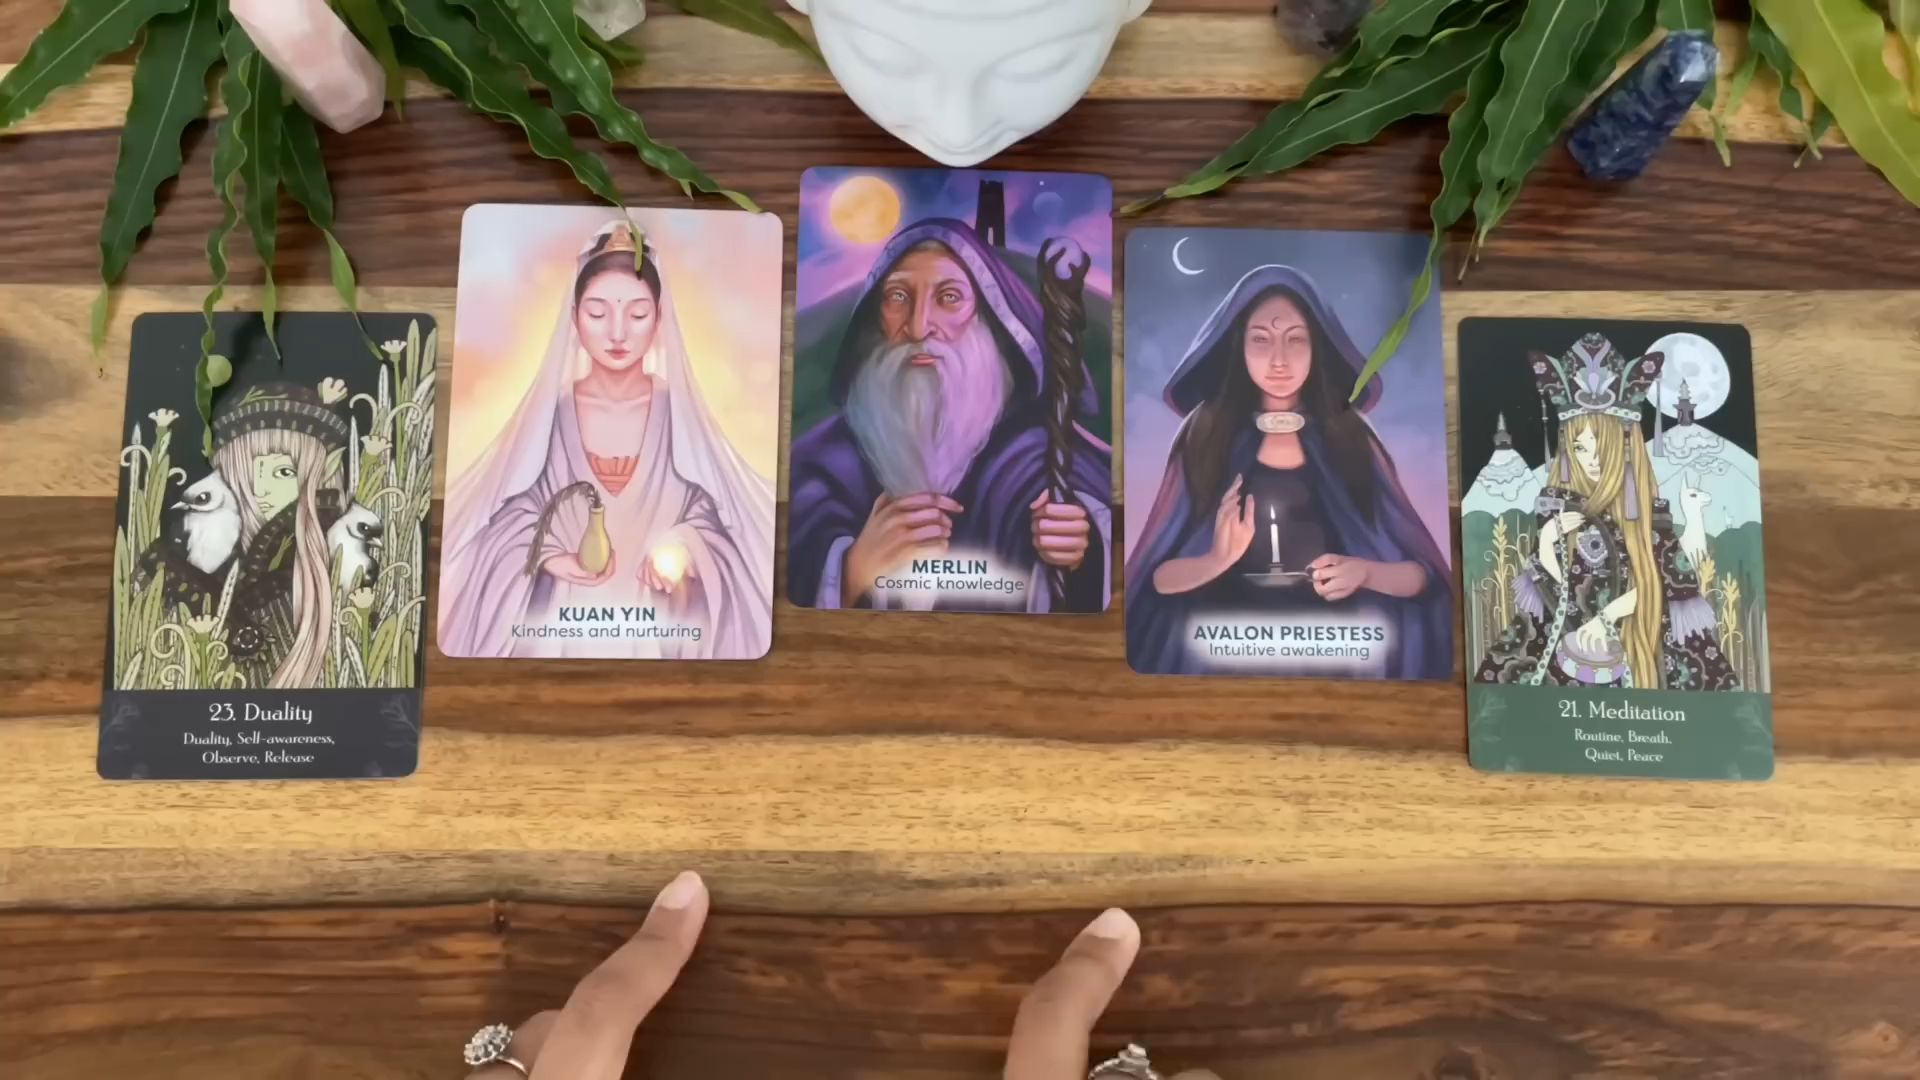 23. Duality
Duality, Self-awareness,
Observe, Release
KUAN YIN
Kindness and nurturing
MERLIN
Cosmic knowledge
AVALON PRIESTESS
Intuitive awakening
21. Meditation
Routine, Breath,
Quiet, Peace